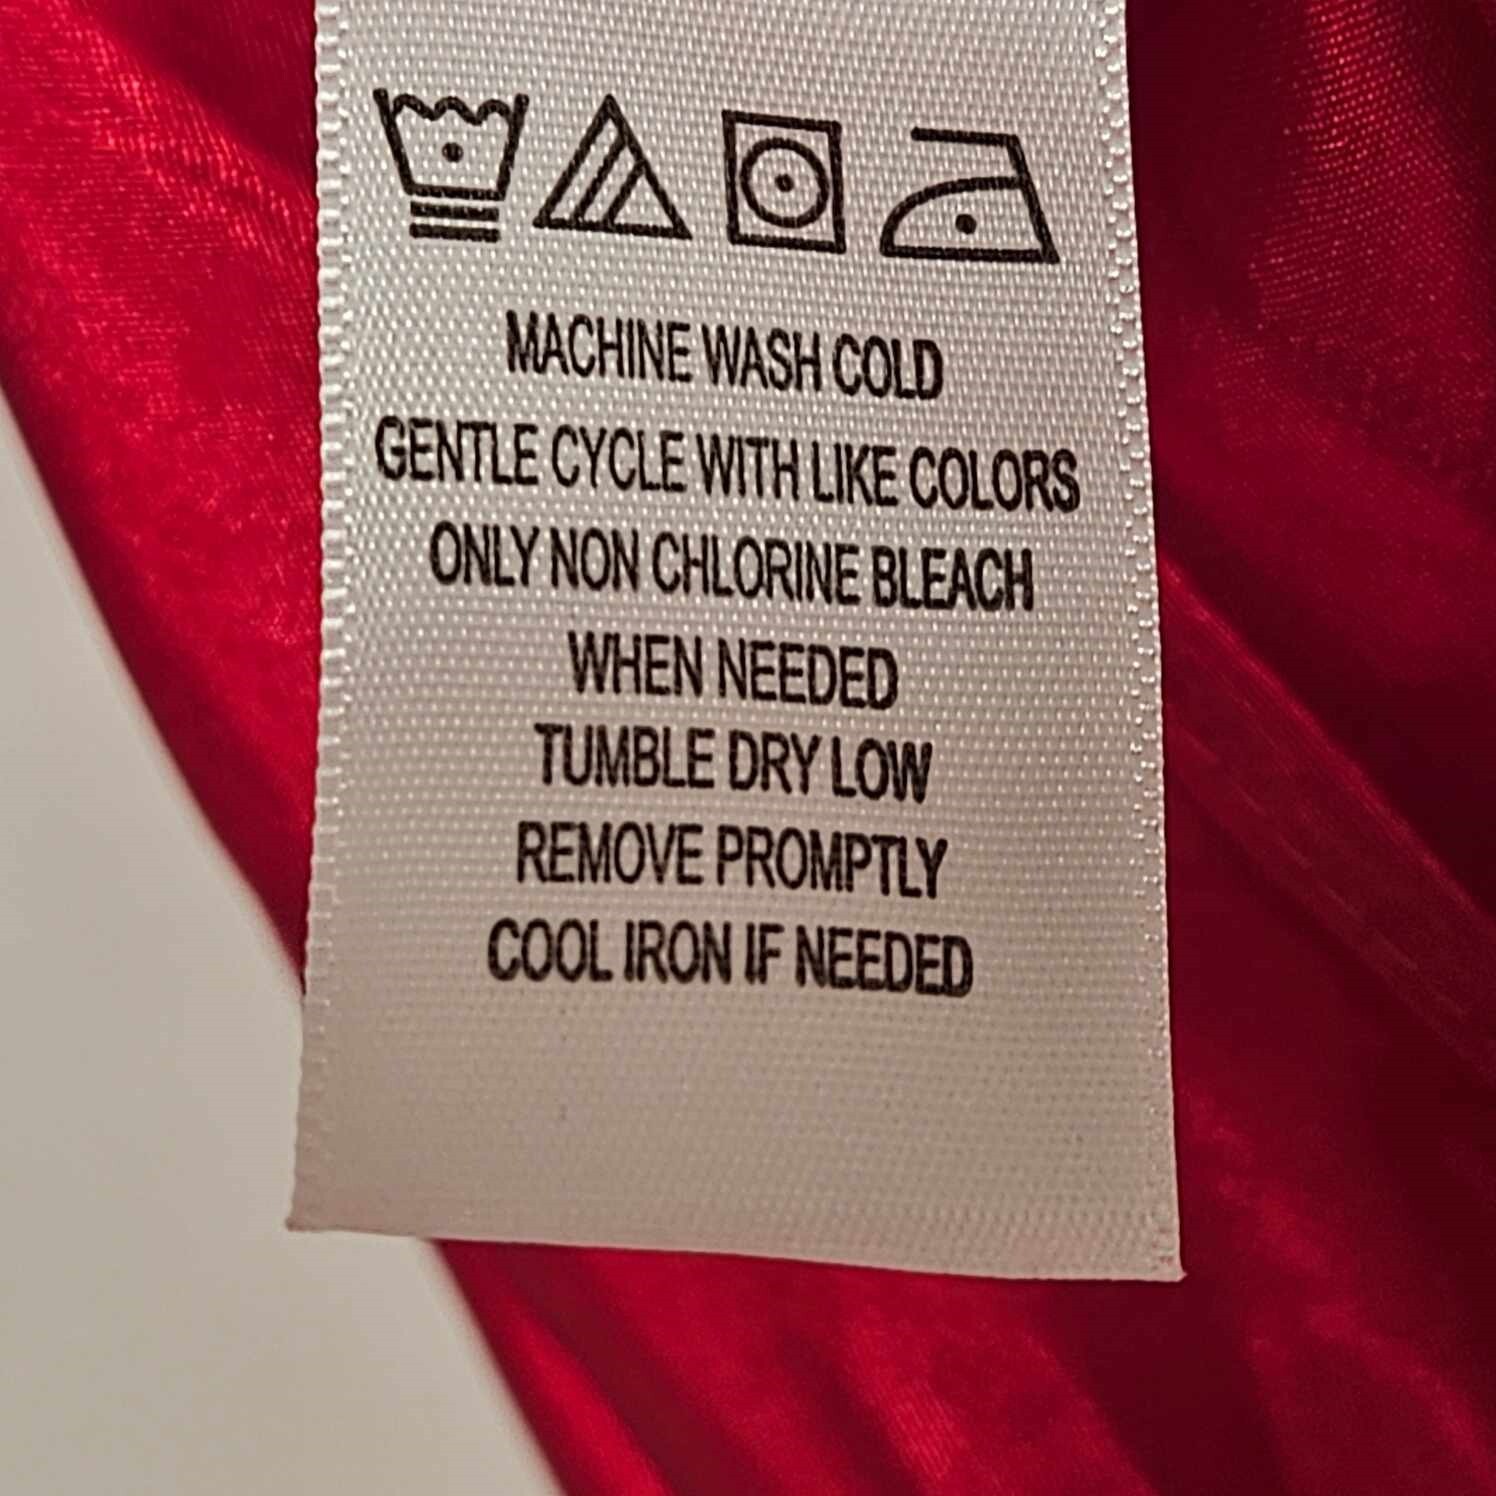 MACHINE WASH COLD
GENTLE CYCLE WITH LIKE COLORS
ONLY NON CHLORINE BLEACH
WHEN NEEDED
TUMBLE DRY LOW
REMOVE PROMPTLY
COOL IRON IF NEEDED